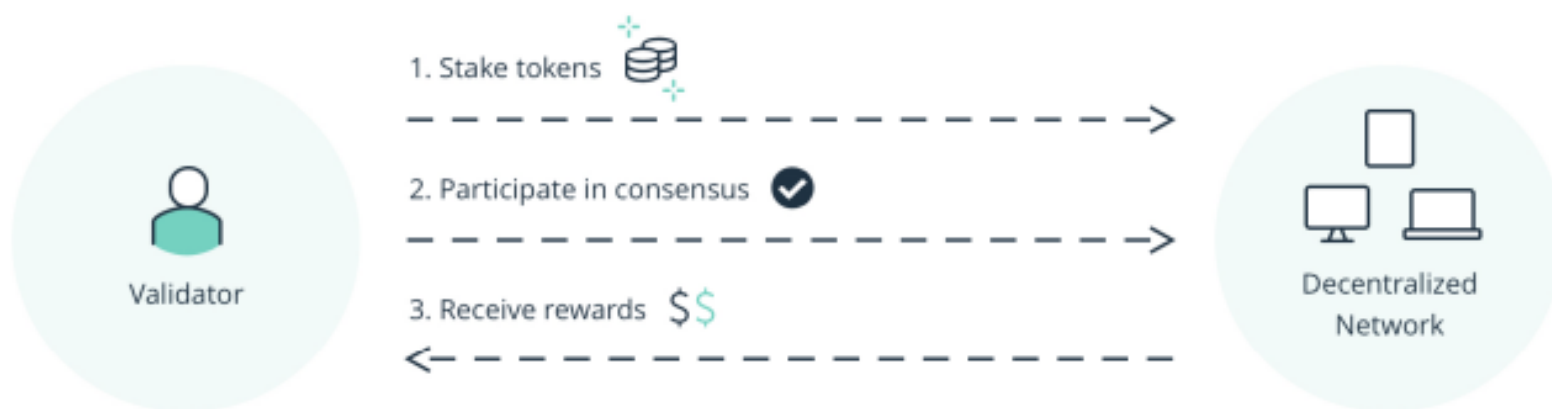 1. Stake tokens
2. Participate in consensus
3. Receive rewards $$
Validator
Decentralized
Network